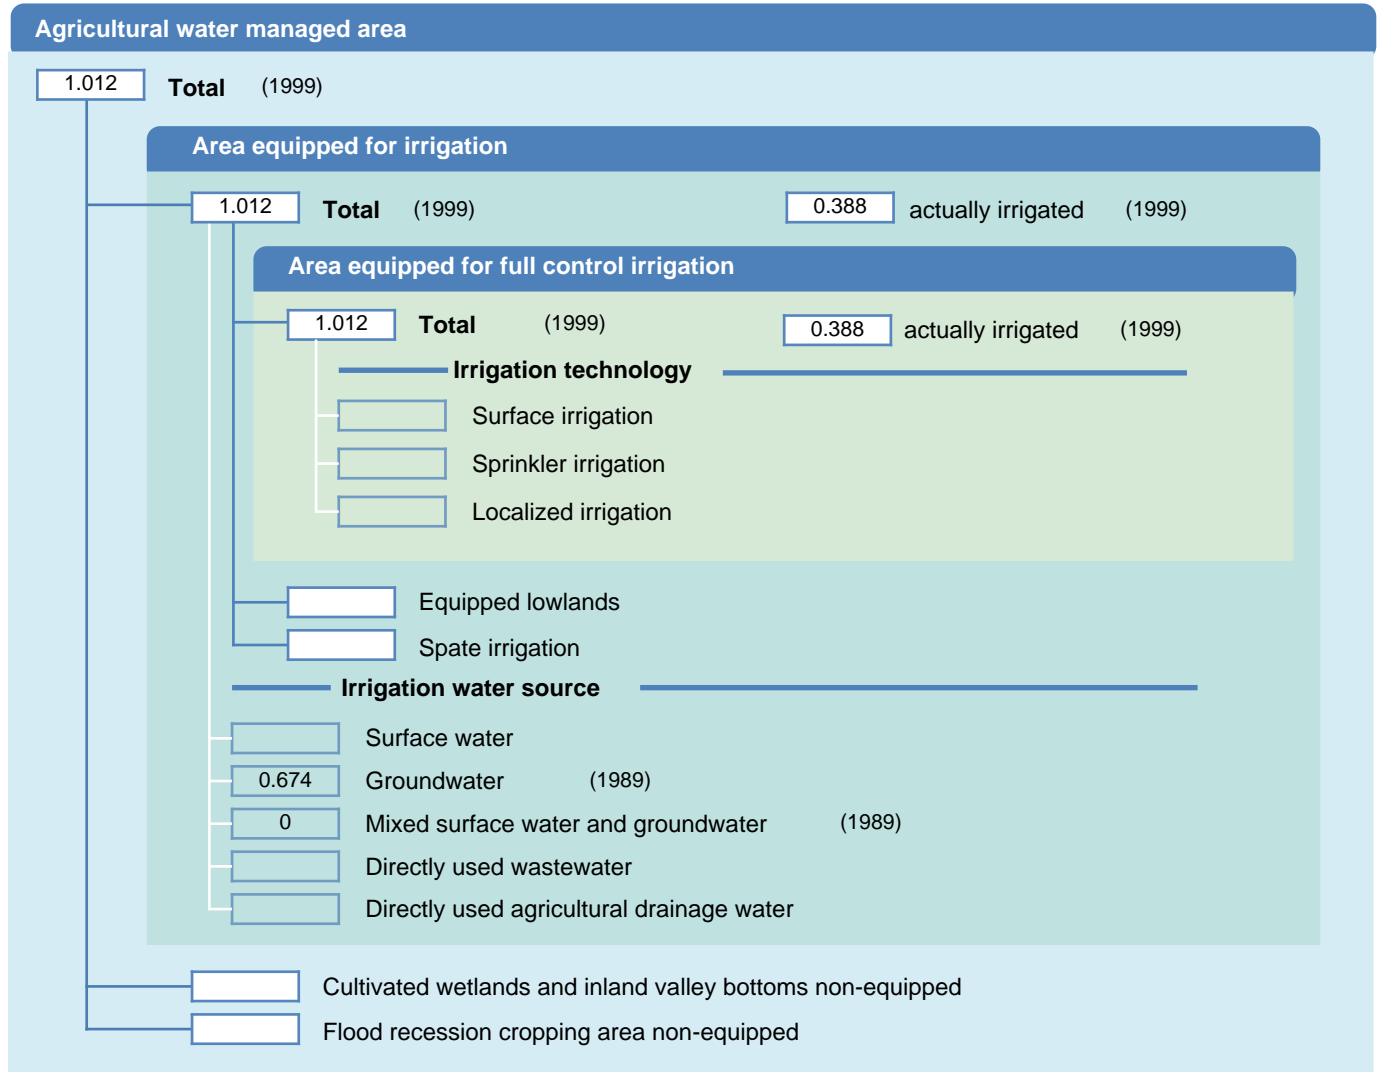 Agricultural water managed area
1.012 Total (1999)
Area equipped for irrigation
1.012 Total (1999) 0.388 actually irrigated (1999)
Area equipped for full control irrigation
1.012 Total (1999) 0.388 actually irrigated (1999)
Irrigation technology
Surface irrigation
Sprinkler irrigation
Localized irrigation
Equipped lowlands
Spate irrigation
Irrigation water source
Surface water
0.674 Groundwater (1989)
0 Mixed surface water and groundwater (1989)
Directly used wastewater
Directly used agricultural drainage water
Cultivated wetlands and inland valley bottoms non-equipped
Flood recession cropping area non-equipped